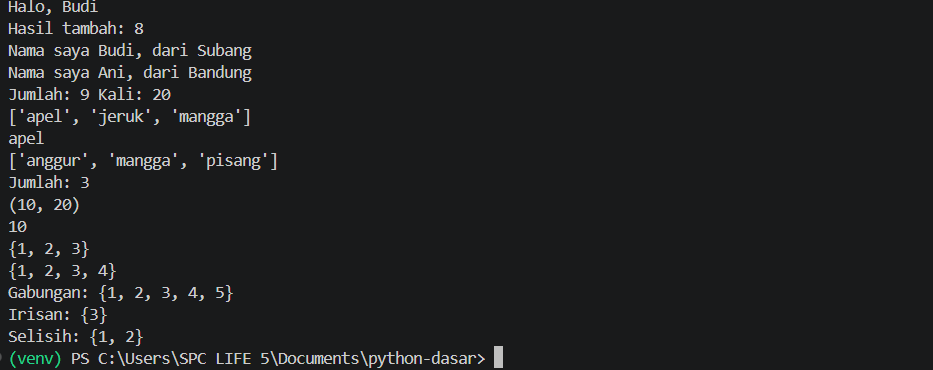 Halo, Budi
Hasil tambah: 8
Nama saya Budi, dari Subang
Nama saya Ani, dari Bandung
Jumlah: 9 Kali: 20
['apel', 'jeruk', 'mangga']
apel
['anggur', 'mangga', 'pisang']
Jumlah: 3
(10, 20)
10
{1, 2, 3}
{1, 2, 3, 4}
Gabungan: {1, 2, 3, 4, 5}
Irisan: {3}
Selisih: {1, 2}
(venv) PS C:\Users\SPC LIFE 5\Documents\python-dasar>